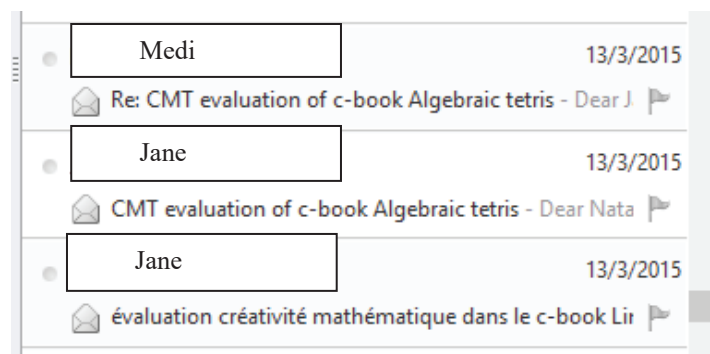 Medi
13/3/2015
Re: CMT evaluation of c-book Algebraic tetris - Dear J
Jane
13/3/2015
CMT evaluation of c-book Algebraic tetris - Dear Nata
Jane
13/3/2015
évaluation créativité mathématique dans le c-book Lir